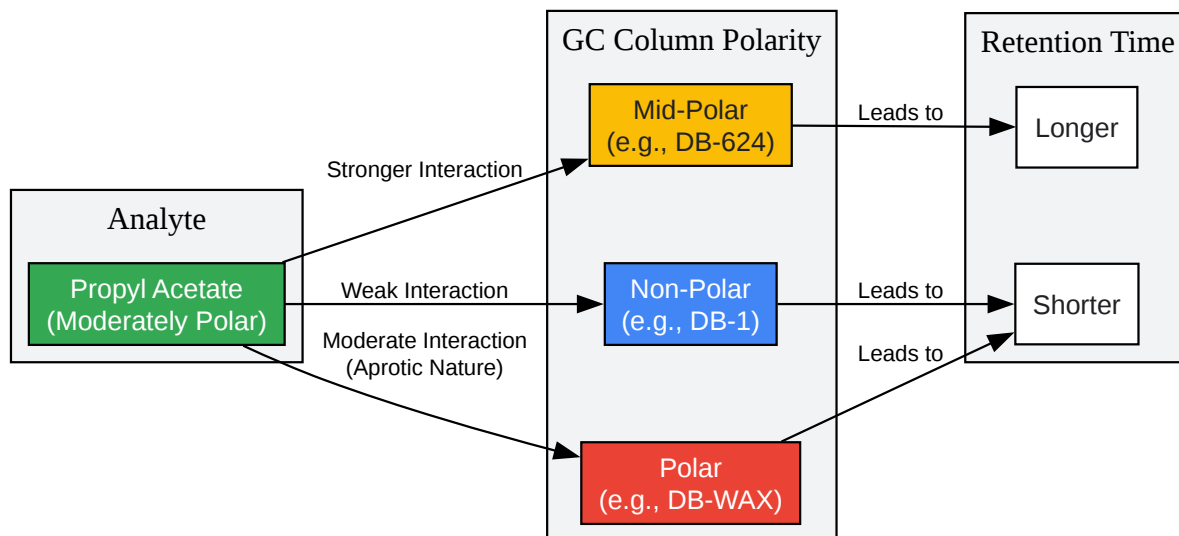 GC Column Polarity
Retention Time
Mid-Polar
(e.g., DB-624)
Leads to
Longer
Stronger Interaction
Analyte
Propyl Acetate
(Moderately Polar)
Weak Interaction
Non-Polar
(e.g., DB-1)
Leads to
Shorter
Moderate Interaction
(Aprotic Nature)
Leads to
Polar
(e.g., DB-WAX)